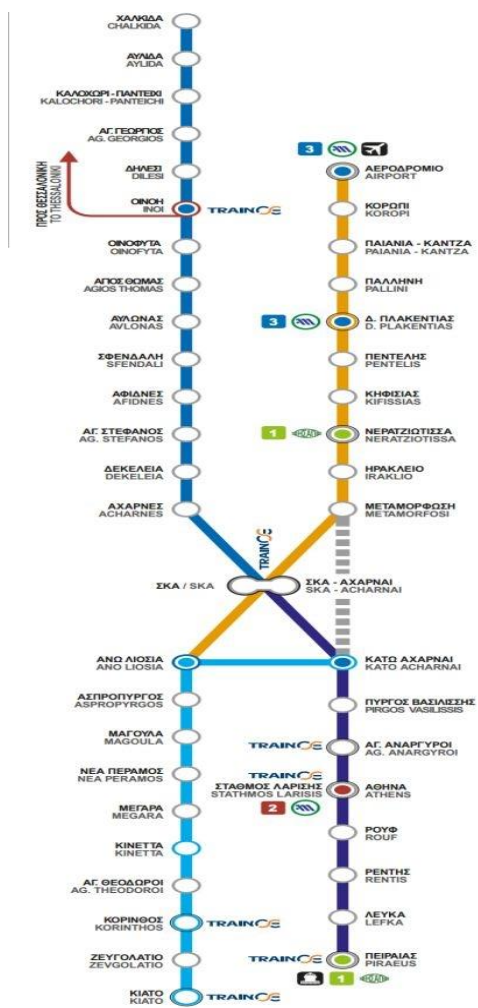 ΧΑΛΚΙΔΑ
CHALKIDA
ΑΥΛΙΔΑ
AYLIDA
ΚΑΛΟΧΩΡΙ - ΠΑΝΤΕΙΧΙ
KALOCHORI - PANTEICHI
ΑΓ. ΓΕΩΡΓΙΟΣ
AG. GEORGIOS
ΔΗΛΕΣΙ
DILESI
ΠΡΟΣ ΘΕΣΣΑΛΟΝΙΚΗ
TO THESSALONIKI
ΟΙΝΟΗ
INOI
TRAINOSE
ΟΙΝΟΦΥΤΑ
OINOFYTA
ΑΓΙΟΣ ΘΩΜΑΣ
AGIOS THOMAS
ΑΥΛΩΝΑΣ
AVLONAS
ΣΦΕΝΔΑΛΗ
SFENDALI
ΑΦΙΔΝΕΣ
AFIDNES
ΑΓ. ΣΤΕΦΑΝΟΣ
AG. STEFANOS
ΔΕΚΕΛΕΙΑ
DEKELEIA
ΑΧΑΡΝΕΣ
ACHARNES
3
ΑΕΡΟΔΡΟΜΙΟ
AIRPORT
ΚΟΡΩΠΙ
KOROPI
ΠΑΙΑΝΙΑ - ΚΑΝΤΖΑ
PAIANIA - KANTZA
ΠΑΛΛΗΝΗ
PALLINI
3
Δ. ΠΛΑΚΕΝΤΙΑΣ
D. PLAKENTIAS
ΠΕΝΤΕΛΗΣ
PENTELIS
ΚΗΦΙΣΙΑΣ
KIFISSIAS
1
ΗΣΑΠ
ΝΕΡΑΤΖΙΩΤΙΣΣΑ
NERATZIOTISSA
ΗΡΑΚΛΕΙΟ
IRAKLIO
ΜΕΤΑΜΟΡΦΩΣΗ
METAMORFOSI
TRAINOSE
ΣΚΑ / SKA
ΣΚΑ - ΑΧΑΡΝΑΙ
SKA - ACHARNAI
ΑΝΩ ΛΙΟΣΙΑ
ANO LIOSIA
ΑΣΠΡΟΠΥΡΓΟΣ
ASPROPYRGOS
ΜΑΓΟΥΛΑ
MAGOULA
ΝΕΑ ΠΕΡΑΜΟΣ
NEA PERAMOS
ΜΕΓΑΡΑ
MEGARA
ΚΙΝΕΤΤΑ
KINETTA
ΑΓ. ΘΕΟΔΩΡΟΙ
AG. THEODOROI
ΚΟΡΙΝΘΟΣ
KORINTHOS
TRAINOSE
ΖΕΥΓΟΛΑΤΙΟ
ZEVGOLATIO
ΚΙΑΤΟ
KIATO
TRAINOSE
ΚΑΤΩ ΑΧΑΡΝΑΙ
KATO ACHARNAI
ΠΥΡΓΟΣ ΒΑΣΙΛΙΣΣΗΣ
PIRGOS VASILISSIS
TRAINOSE
ΑΓ. ΑΝΑΡΓΥΡΟΙ
AG. ANARGYROI
TRAINOSE
ΣΤΑΘΜΟΣ ΛΑΡΙΣΗΣ
STATHMOS LARISIS
2
ΑΘΗΝΑ
ATHENS
ΡΟΥΦ
ROUF
ΡΕΝΤΗΣ
RENTIS
ΛΕΥΚΑ
LEFKA
TRAINOSE
ΠΕΙΡΑΙΑΣ
PIRAEUS
1
ΗΣΑΠ